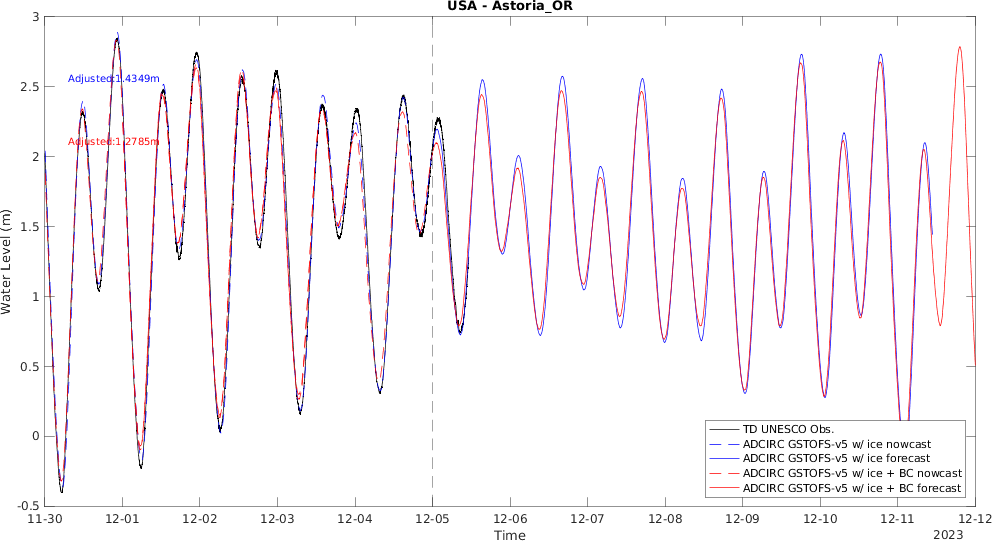 USA - Astoria_OR
3
2.5
2
1.5
1
0.5
0
-0.5
Water Level (m)
Adjusted:1.4349m
Adjusted:1.2785m
TD UNESCO Obs.
ADCIRC GSTOFS-v5 w/ ice nowcast
ADCIRC GSTOFS-v5 w/ ice forecast
ADCIRC GSTOFS-v5 w/ ice + BC nowcast
ADCIRC GSTOFS-v5 w/ ice + BC forecast
11-30 12-01 12-02 12-03 12-04 12-05 12-06 12-07 12-08 12-09 12-10 12-11 12-12
Time
2023